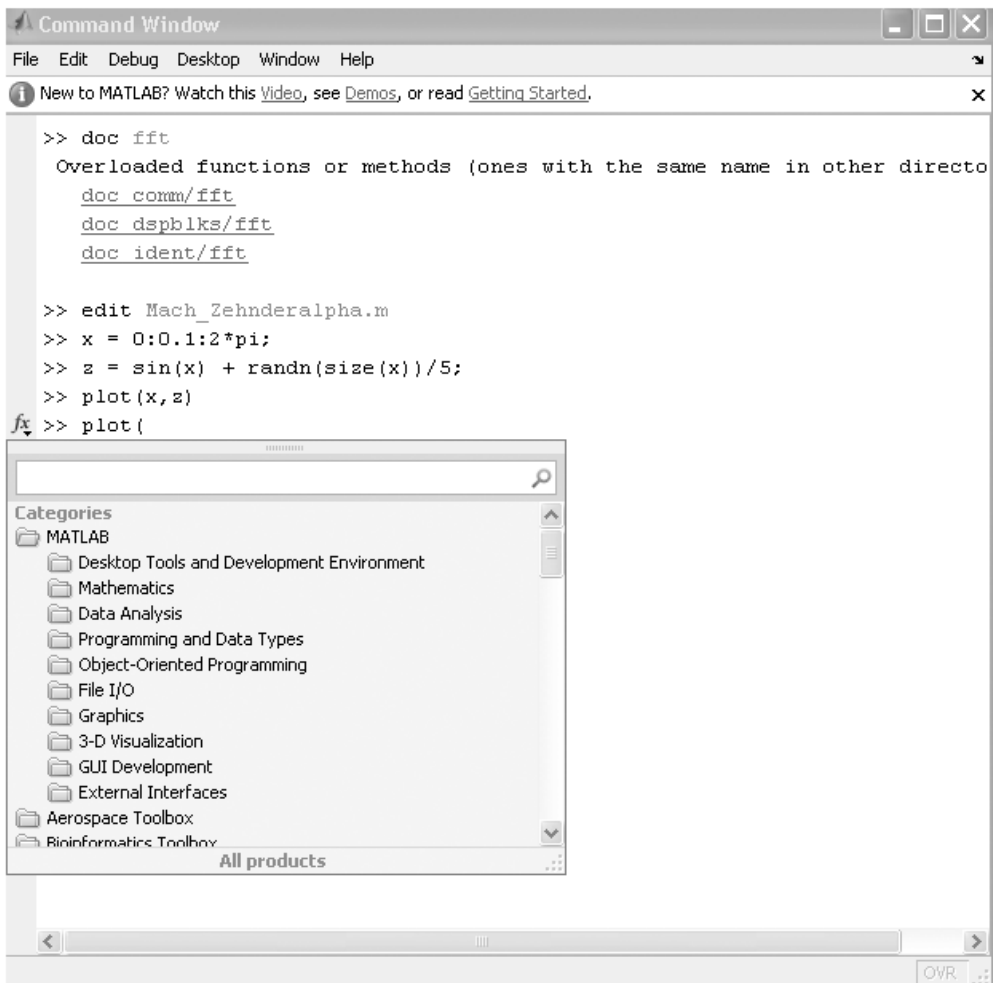 Command Window
File Edit Debug Desktop Window Help
New to MATLAB? Watch this Video, see Demos, or read Getting Started.
>> doc fft
Overloaded functions or methods (ones with the same name in other directo
doc comm/fft
doc dspblks/fft
doc ident/fft
>> edit Mach_Zehnderalpha.m
>> x = 0:0.1:2*pi;
>> z = sin(x) + randn(size(x))/5;
>> plot(x,z)
fx >> plot(
Categories
MATLAB
Desktop Tools and Development Environment
Mathematics
Data Analysis
Programming and Data Types
Object-Oriented Programming
File I/O
Graphics
3-D Visualization
GUI Development
External Interfaces
Aerospace Toolbox
Bioinformatics Toolbox
All products
OVR